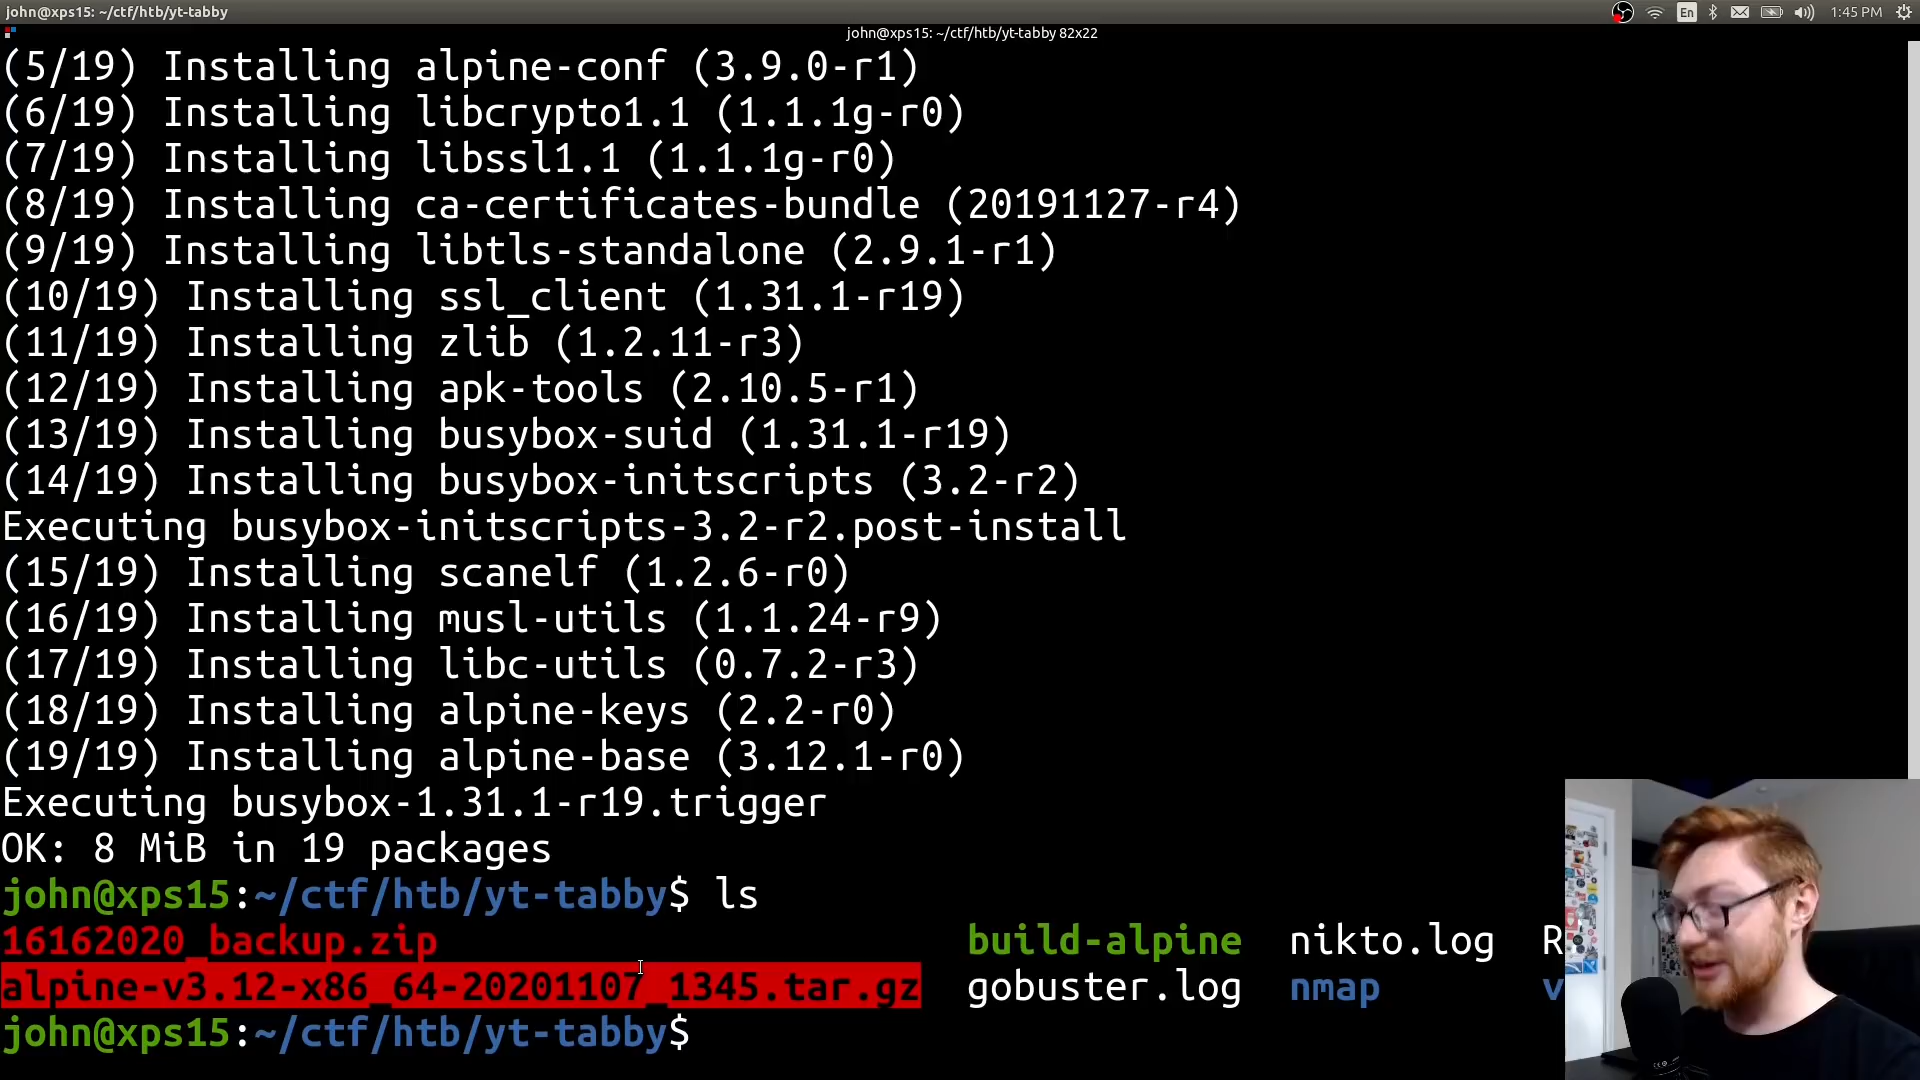 john@xps15: ~/ctf/htb/yt-tabby
En
1:45 PM
john@xps15: ~/ctf/htb/yt-tabby 82x22
(5/19) Installing alpine-conf (3.9.0-r1)
(6/19) Installing libcrypto1.1 (1.1.1g-r0)
(7/19) Installing libssl1.1 (1.1.1g-r0)
(8/19) Installing ca-certificates-bundle (20191127-r4)
(9/19) Installing libtls-standalone (2.9.1-r1)
(10/19) Installing ssl_client (1.31.1-r19)
(11/19) Installing zlib (1.2.11-r3)
(12/19) Installing apk-tools (2.10.5-r1)
(13/19) Installing busybox-suid (1.31.1-r19)
(14/19) Installing busybox-initscripts (3.2-r2)
Executing busybox-initscripts-3.2-r2.post-install
(15/19) Installing scanelf (1.2.6-r0)
(16/19) Installing musl-utils (1.1.24-r9)
(17/19) Installing libc-utils (0.7.2-r3)
(18/19) Installing alpine-keys (2.2-r0)
(19/19) Installing alpine-base (3.12.1-r0)
Executing busybox-1.31.1-r19.trigger
OK: 8 MiB in 19 packages
john@xps15:~/ctf/htb/yt-tabby$ ls
16162020_backup.zip build-alpine nikto.log R
alpine-v3.12-x86_64-20201107_1345.tar.gz gobuster.log nmap v
john@xps15:~/ctf/htb/yt-tabby$